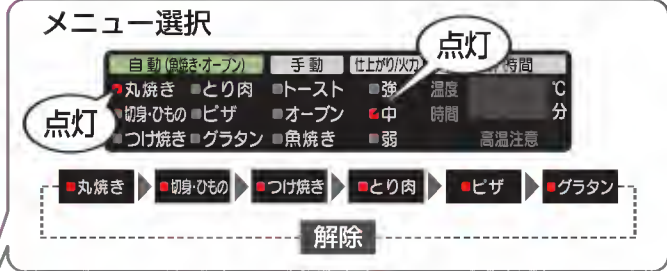 メニュー選択
自動(魚焼き・オーブン) 手動 仕上がり/火力 時間
点灯
丸焼き とり肉 トースト 強 温度 ℃
点灯
切身・ひもの ピザ オーブン 中 時間 分
つけ焼き グラタン 魚焼き 弱 高温注意
丸焼き 切身・ひもの つけ焼き とり肉 ピザ グラタン
解除